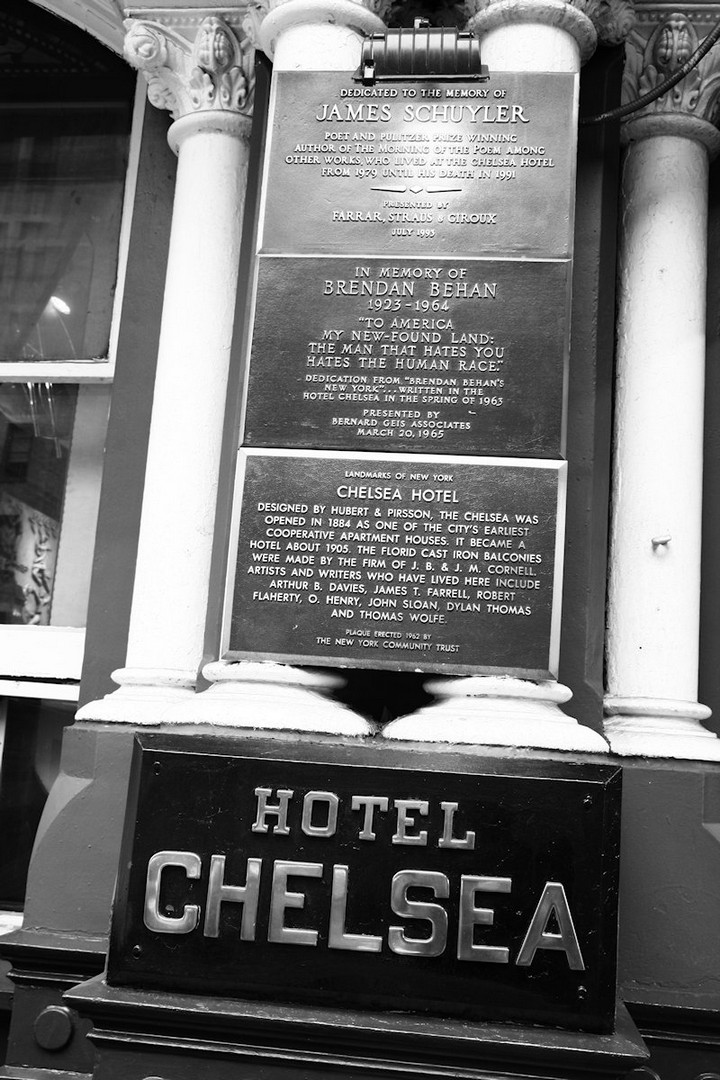 DEDICATED TO THE MEMORY OF
JAMES SCHUYLER
POET AND PULITZER PRIZE WINNING
AUTHOR OF THE MORNING OF THE POEM AMONG
OTHER WORKS, WHO LIVED AT THE CHELSEA HOTEL
FROM 1979 UNTIL HIS DEATH IN 1991
PRESENTED BY
FARRAR, STRAUS & GIROUX
JULY 1993
IN MEMORY OF
BRENDAN BEHAN
1923-1964
"TO AMERICA
MY NEW-FOUND LAND:
THE MAN THAT HATES YOU
HATES THE HUMAN RACE."
DEDICATION FROM "BRENDAN BEHAN'S
NEW YORK"... WRITTEN IN THE
HOTEL CHELSEA IN THE SPRING OF 1963
PRESENTED BY
BERNARD GEIS ASSOCIATES
MARCH 20, 1965
LANDMARKS OF NEW YORK
CHELSEA HOTEL
DESIGNED BY HUBERT & PIRSSON, THE CHELSEA WAS
OPENED IN 1884 AS ONE OF THE CITY'S EARLIEST
COOPERATIVE APARTMENT HOUSES. IT BECAME A
HOTEL ABOUT 1905. THE FLORID CAST IRON BALCONIES
WERE MADE BY THE FIRM OF J. B. & J. M. CORNELL.
ARTISTS AND WRITERS WHO HAVE LIVED HERE INCLUDE
ARTHUR B. DAVIES, JAMES T. FARRELL, ROBERT
FLAHERTY, O. HENRY, JOHN SLOAN, DYLAN THOMAS
AND THOMAS WOLFE.
PLAQUE ERECTED 1962 BY
THE NEW YORK COMMUNITY TRUST
HOTEL
CHELSEA